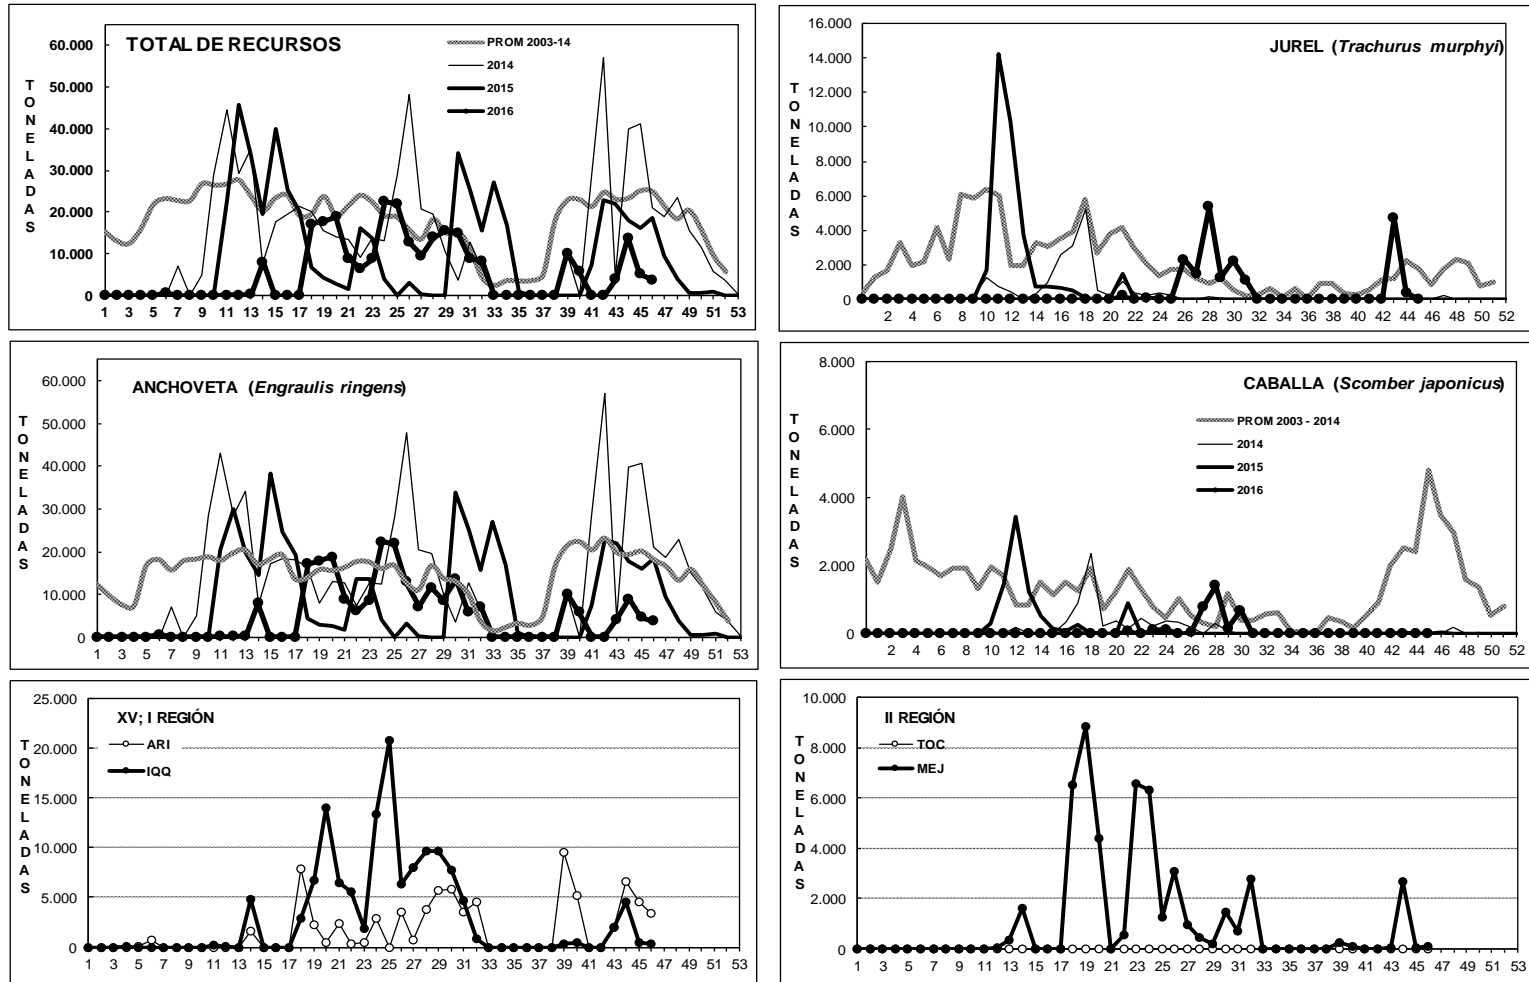 TOTAL DE RECURSOS
TONELADAS
60.000
50.000
40.000
30.000
20.000
10.000
0
PROM 2003-14
2014
2015
2016
1 3 5 7 9 11 13 15 17 19 21 23 25 27 29 31 33 35 37 39 41 43 45 47 49 51 53
JUREL (Trachurus murphyi)
TONELADAS
16.000
14.000
12.000
10.000
8.000
6.000
4.000
2.000
0
2 4 6 8 10 12 14 16 18 20 22 24 26 28 30 32 34 36 38 40 42 44 46 48 50 52
ANCHOVETA (Engraulis ringens)
TONELADAS
60.000
50.000
40.000
30.000
20.000
10.000
0
1 3 5 7 9 11 13 15 17 19 21 23 25 27 29 31 33 35 37 39 41 43 45 47 49 51 53
CABALLA (Scomber japonicus)
TONELADAS
8.000
6.000
4.000
2.000
0
PROM 2003 - 2014
2014
2015
2016
2 4 6 8 10 12 14 16 18 20 22 24 26 28 30 32 34 36 38 40 42 44 46 48 50 52
XV; I REGIÓN
TONELADAS
25.000
20.000
15.000
10.000
5.000
0
ARI
IQQ
1 3 5 7 9 11 13 15 17 19 21 23 25 27 29 31 33 35 37 39 41 43 45 47 49 51 53
II REGIÓN
TONELADAS
10.000
8.000
6.000
4.000
2.000
0
TOC
MEJ
1 3 5 7 9 11 13 15 17 19 21 23 25 27 29 31 33 35 37 39 41 43 45 47 49 51 53